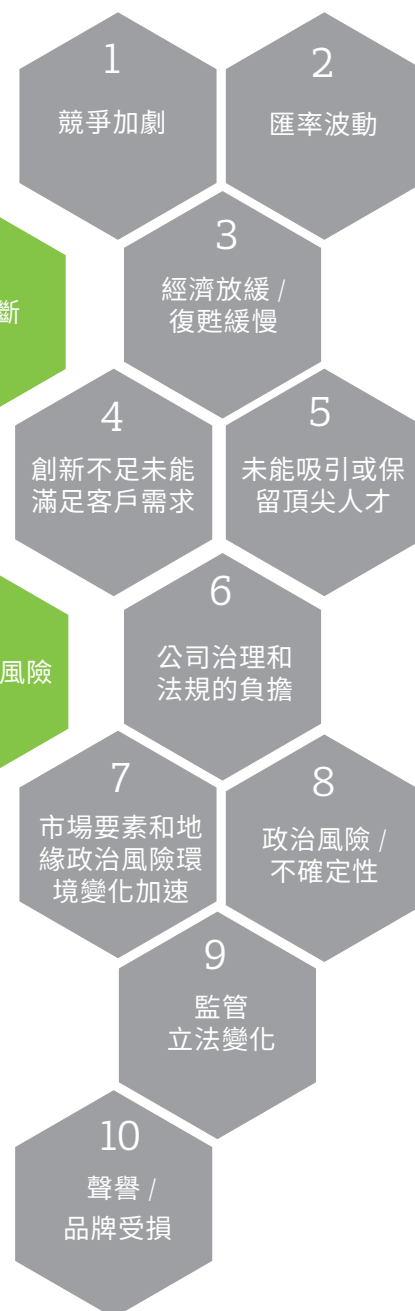 1
競爭加劇
2
匯率波動
斷
3
經濟放緩 /
復甦緩慢
4
創新不足未能
滿足客戶需求
5
未能吸引或保
留頂尖人才
6
公司治理和
法規的負擔
風險
7
市場要素和地
緣政治風險環
境變化加速
8
政治風險 /
不確定性
9
監管
立法變化
10
聲譽 /
品牌受損